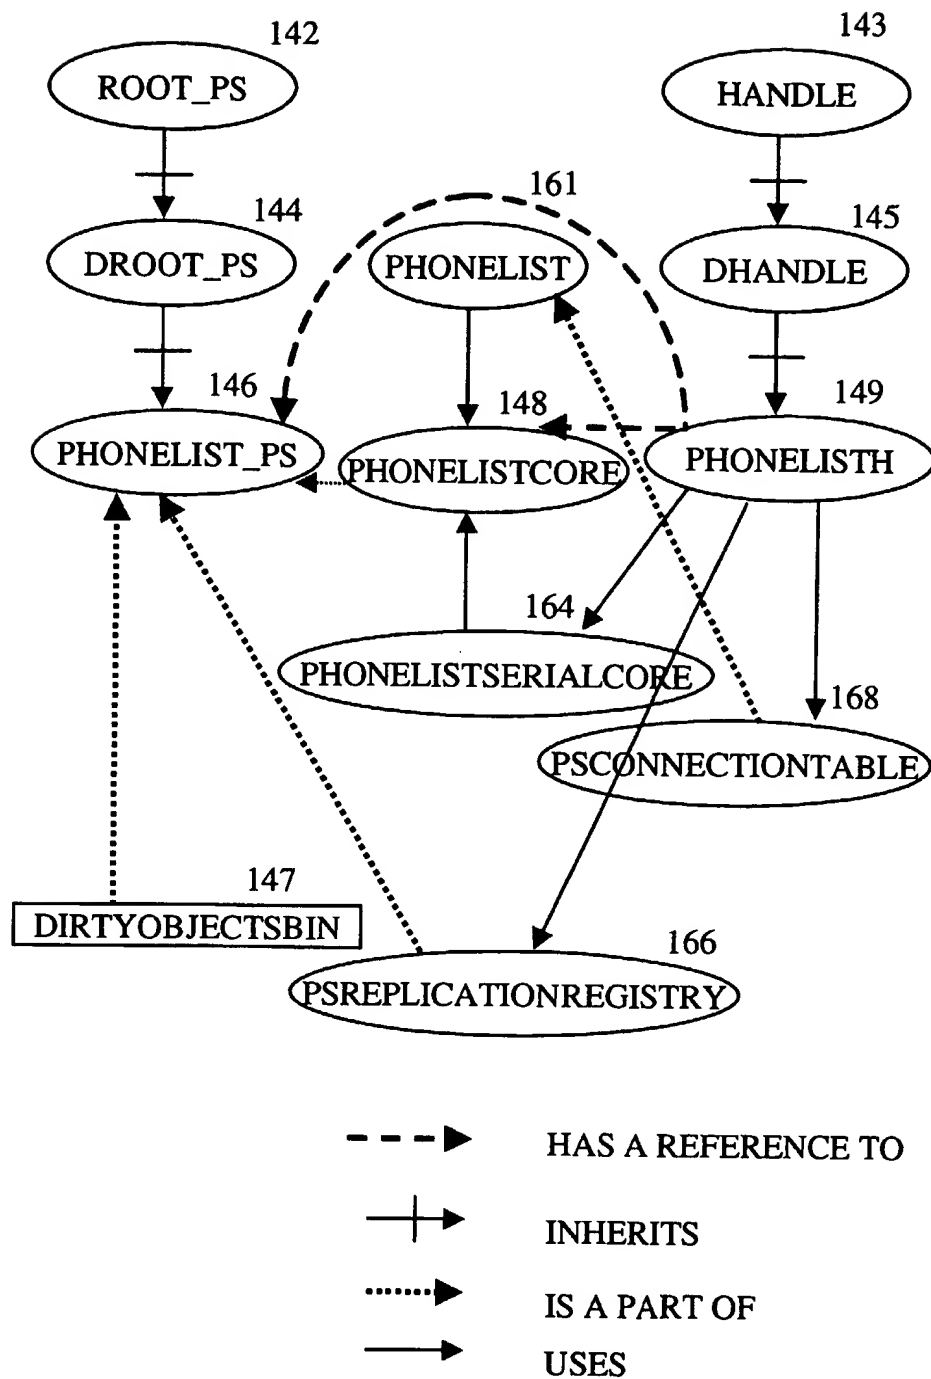 142
ROOT_PS
143
HANDLE
144
DROOT_PS
161
PHONELIST
145
DHANDLE
146
PHONELIST_PS
148
PHONELISTCORE
149
PHONELISTH
164
PHONELISTSERIALCORE
168
PSCONNECTIONTABLE
147
DIRTYOBJECTSBIN
166
PSREPLICATIONREGISTRY
HAS A REFERENCE TO
INHERITS
IS A PART OF
USES